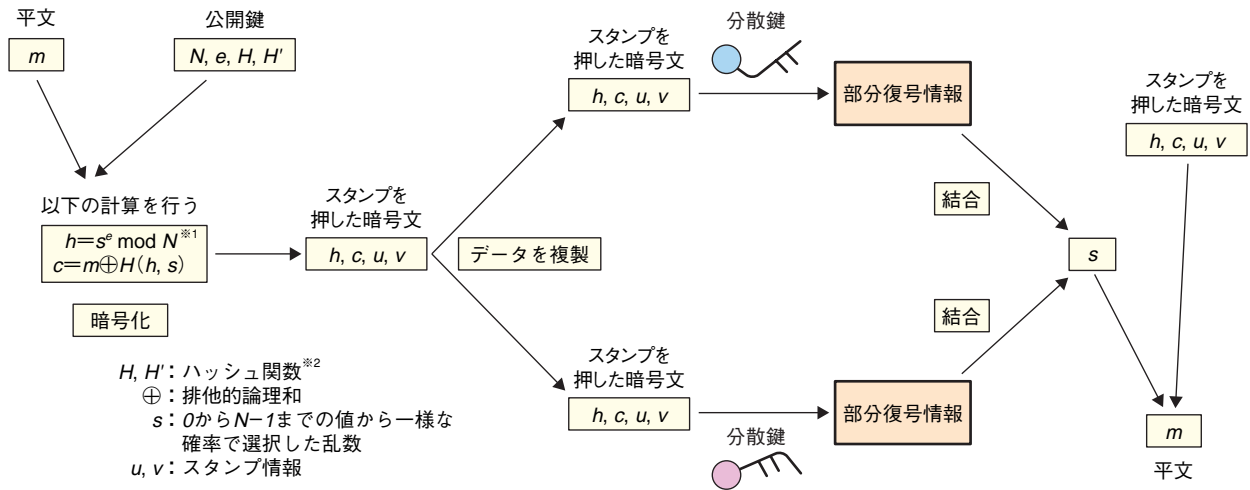 平文
m
公開鍵
N, e, H, H'
以下の計算を行う
h=sᵉ mod N※1
c=m⊕H(h, s)
暗号化
スタンプを
押した暗号文
h, c, u, v
データを複製
スタンプを
押した暗号文
h, c, u, v
分散鍵
部分復号情報
スタンプを
押した暗号文
h, c, u, v
分散鍵
部分復号情報
結合
結合
s
スタンプを
押した暗号文
h, c, u, v
m
平文
H, H'：ハッシュ関数※2
⊕：排他的論理和
s：0からN−1までの値から一様な
確率で選択した乱数
u, v：スタンプ情報